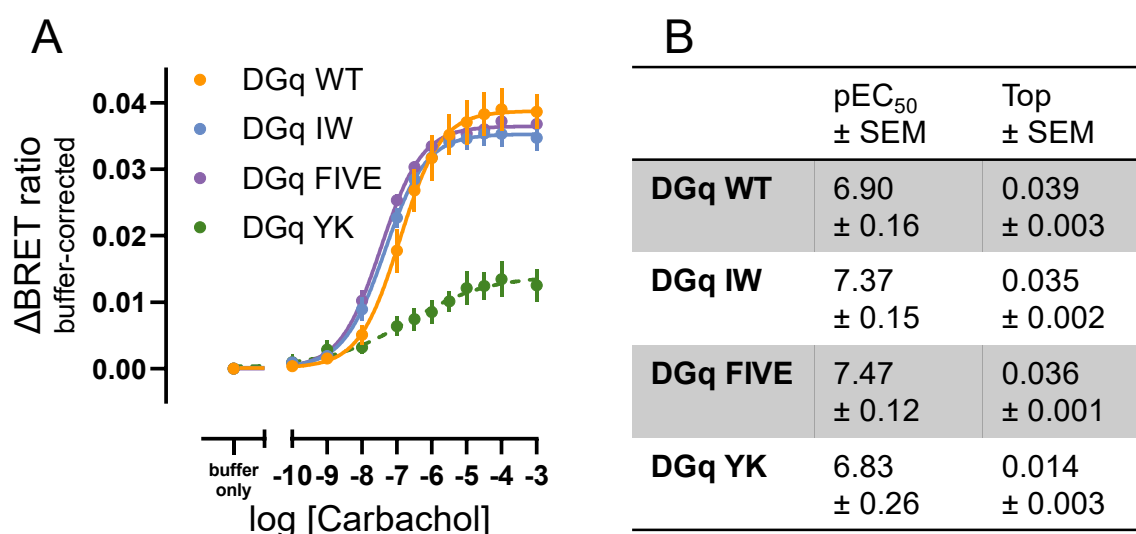 A
DGq WT
DGq IW
DGq FIVE
DGq YK
ΔBRET ratio
buffer-corrected
0.04
0.03
0.02
0.01
0.00
buffer
only
-10 -9 -8 -7 -6 -5 -4 -3
log [Carbachol]
B
pEC50 Top
± SEM ± SEM
DGq WT 6.90 0.039
± 0.16 ± 0.003
DGq IW 7.37 0.035
± 0.15 ± 0.002
DGq FIVE 7.47 0.036
± 0.12 ± 0.001
DGq YK 6.83 0.014
± 0.26 ± 0.003